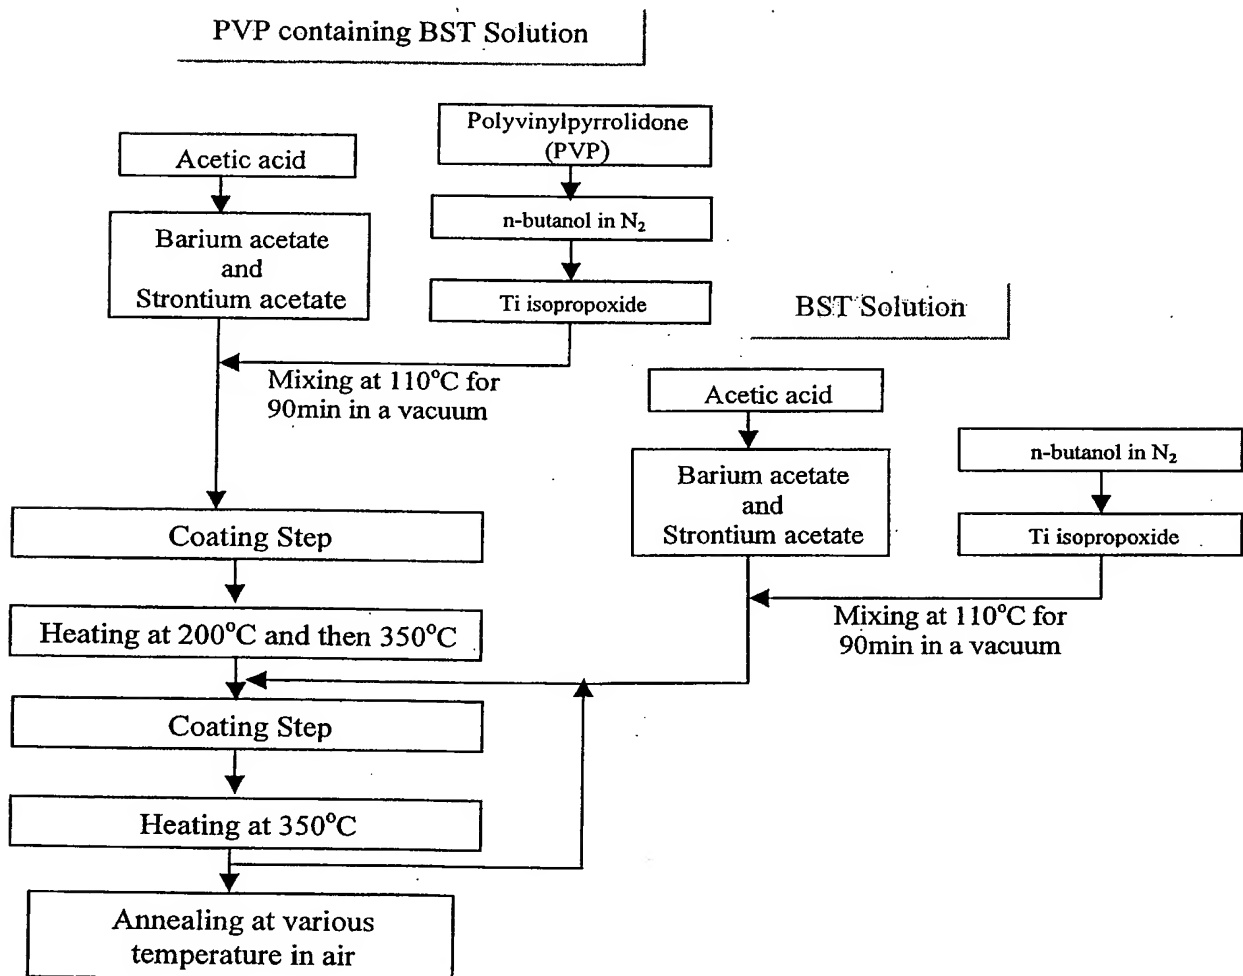 PVP containing BST Solution
Acetic acid
Barium acetate
and
Strontium acetate
Polyvinylpyrrolidone
(PVP)
n-butanol in N₂
Ti isopropoxide
Mixing at 110°C for
90min in a vacuum
BST Solution
Acetic acid
Barium acetate
and
Strontium acetate
n-butanol in N₂
Ti isopropoxide
Mixing at 110°C for
90min in a vacuum
Coating Step
Heating at 200°C and then 350°C
Coating Step
Heating at 350°C
Annealing at various
temperature in air